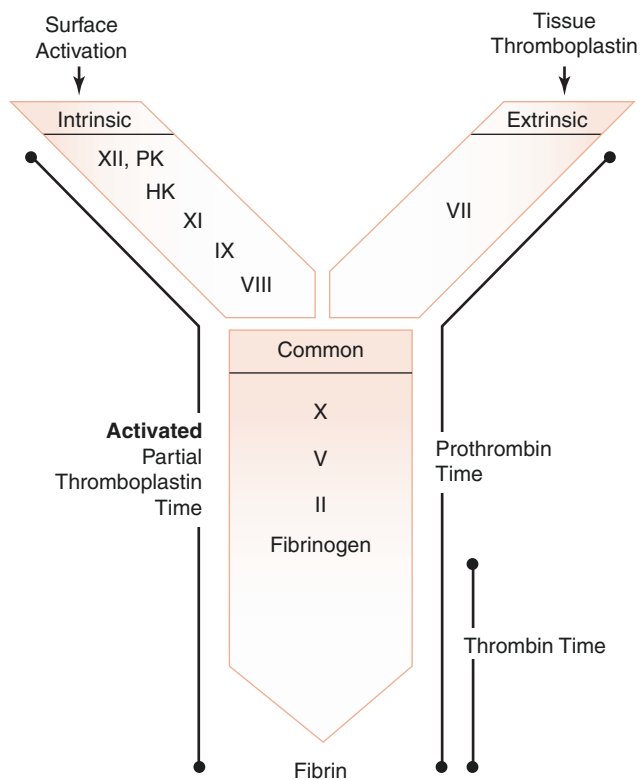 Surface
Activation
Tissue
Thromboplastin
Intrinsic
Extrinsic
XII, PK
HK
XI
IX
VIII
VII
Common
X
V
II
Fibrinogen
Activated
Partial
Thromboplastin
Time
Prothrombin
Time
Thrombin Time
Fibrin